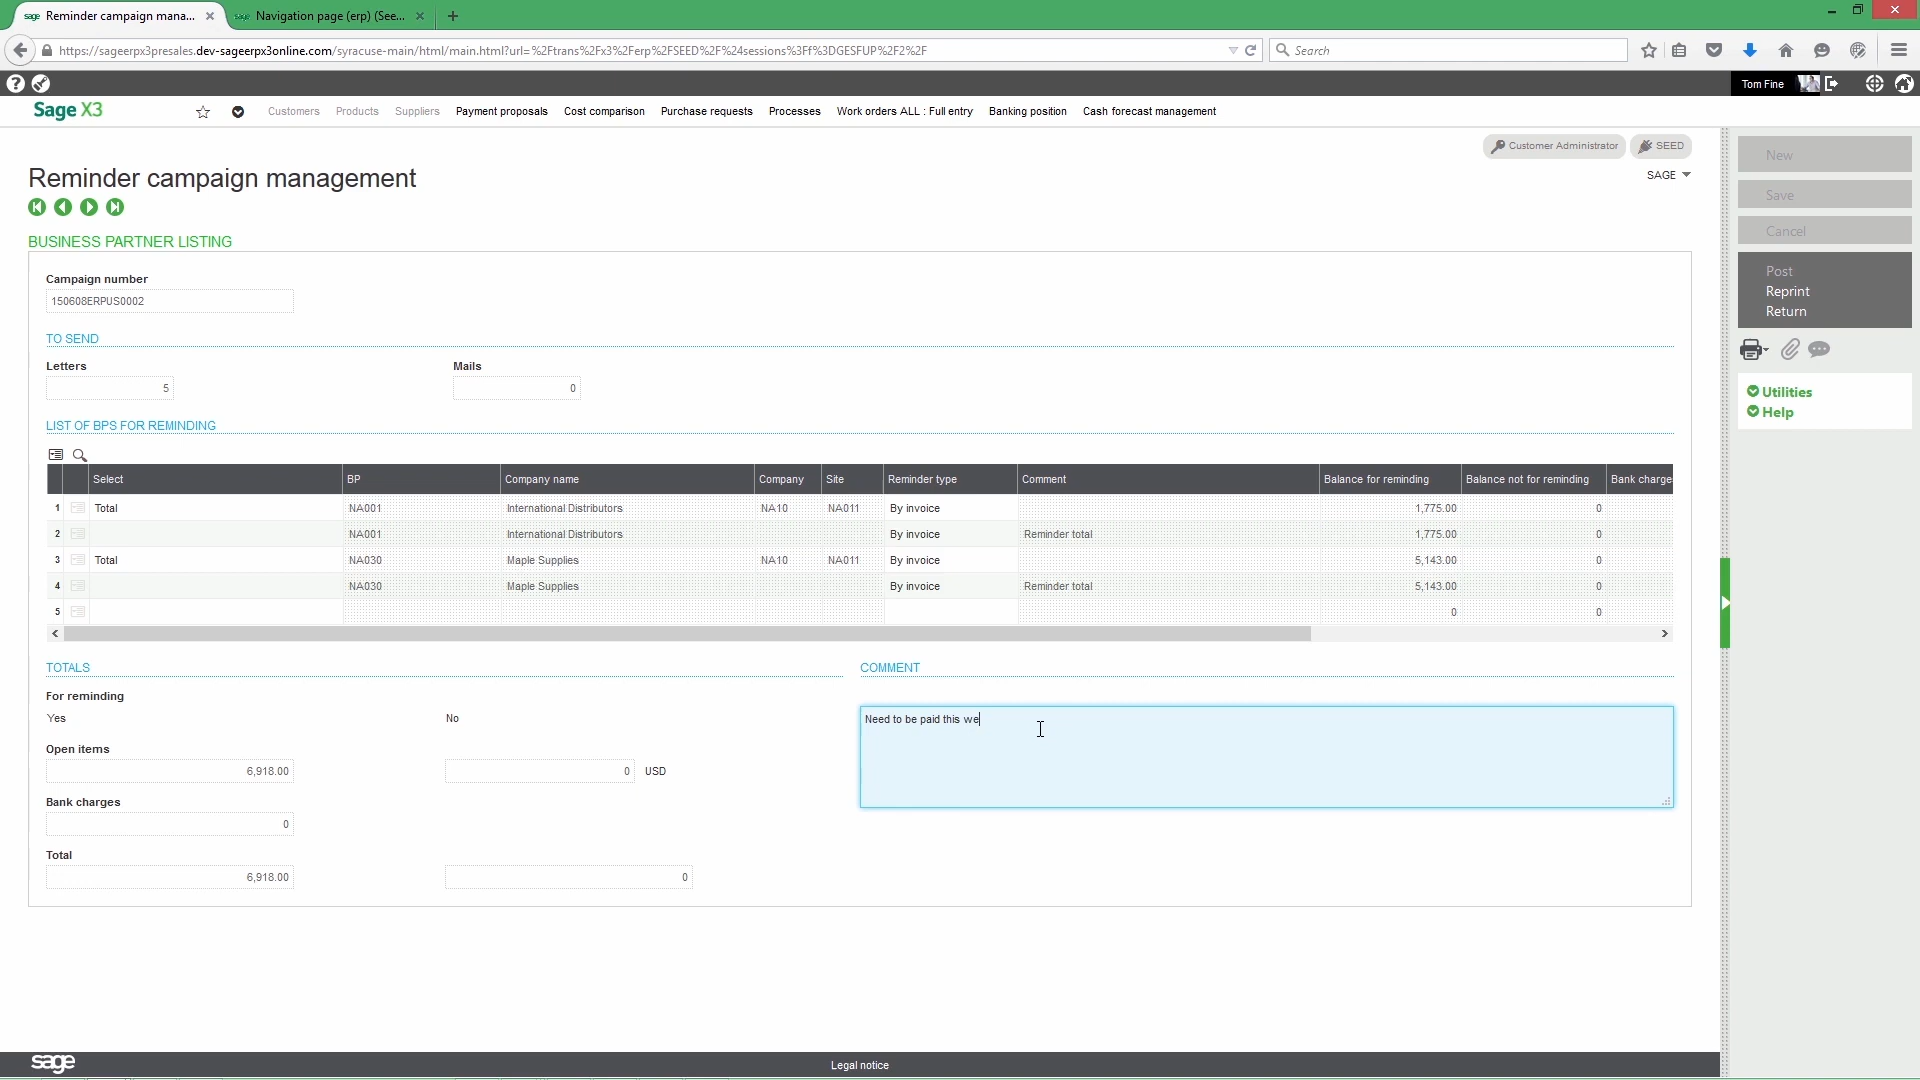 Reminder campaign mana...
sage Navigation page (erp) (See...
https://sageerpx3presales.dev-sageerpx3online.com/syracuse-main/html/main.html?url=%2Ftrans%2Fx3%2Ferp%2FSEED%2F%24sessions%3Ff%3DGESFUP%2F2%2F
Search
Tom Fine
Sage X3
Customers Products Suppliers Payment proposals Cost comparison Purchase requests Processes Work orders ALL : Full entry Banking position Cash forecast management
Customer Administrator SEED
SAGE
Reminder campaign management
BUSINESS PARTNER LISTING
Campaign number
150608ERPUS0002
TO SEND
Letters Mails
5 0
LIST OF BPS FOR REMINDING
Select BP Company name Company Site Reminder type Comment Balance for reminding Balance not for reminding Bank charge
1 Total NA001 International Distributors NA10 NA011 By invoice 1,775.00 0
2 NA001 International Distributors By invoice Reminder total 1,775.00 0
3 Total NA030 Maple Supplies NA10 NA011 By invoice 5,143.00 0
4 NA030 Maple Supplies By invoice Reminder total 5,143.00 0
5 0 0
TOTALS
For reminding
Yes No
Open items
6,918.00 0 USD
Bank charges
0
Total
6,918.00 0
COMMENT
Need to be paid this we
New
Save
Cancel
Post
Reprint
Return
Utilities
Help
sage
Legal notice